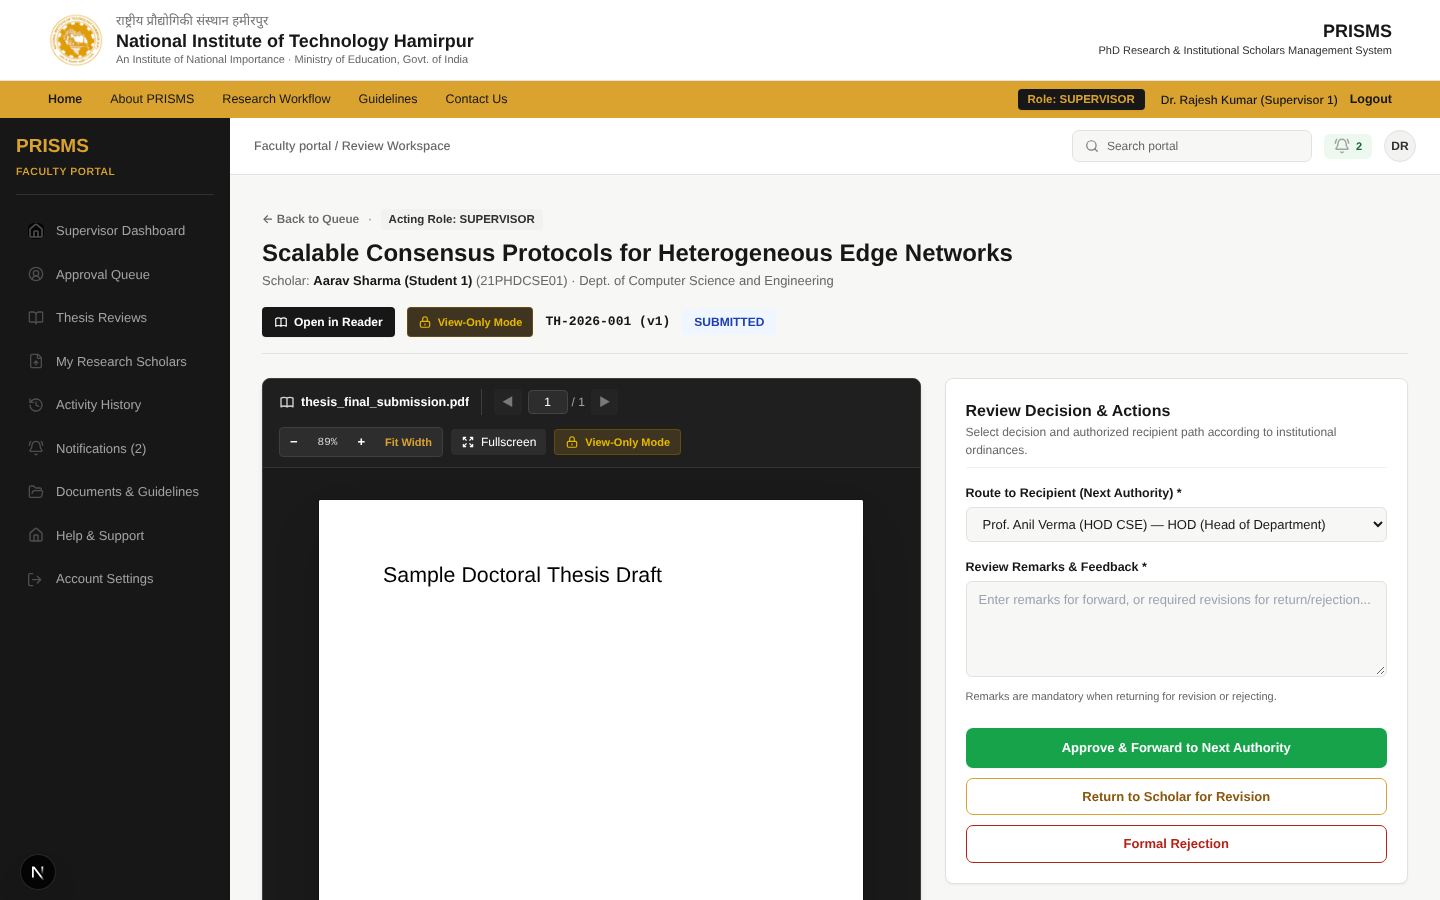 राष्ट्रीय प्रौद्योगिकी संस्थान हमीरपुर
National Institute of Technology Hamirpur
An Institute of National Importance · Ministry of Education, Govt. of India
PRISMS
PhD Research & Institutional Scholars Management System
Home About PRISMS Research Workflow Guidelines Contact Us
Role: SUPERVISOR Dr. Rajesh Kumar (Supervisor 1) Logout
PRISMS
FACULTY PORTAL
Supervisor Dashboard
Approval Queue
Thesis Reviews
My Research Scholars
Activity History
Notifications (2)
Documents & Guidelines
Help & Support
Account Settings
N
Faculty portal / Review Workspace
Search portal
2
DR
← Back to Queue · Acting Role: SUPERVISOR
Scalable Consensus Protocols for Heterogeneous Edge Networks
Scholar: Aarav Sharma (Student 1) (21PHDCSE01) · Dept. of Computer Science and Engineering
Open in Reader View-Only Mode TH-2026-001 (v1) SUBMITTED
thesis_final_submission.pdf ◀ 1 / 1 ▶
− 89% + Fit Width Fullscreen View-Only Mode
Sample Doctoral Thesis Draft
Review Decision & Actions
Select decision and authorized recipient path according to institutional
ordinances.
Route to Recipient (Next Authority) *
Prof. Anil Verma (HOD CSE) — HOD (Head of Department)
Review Remarks & Feedback *
Enter remarks for forward, or required revisions for return/rejection...
Remarks are mandatory when returning for revision or rejecting.
Approve & Forward to Next Authority
Return to Scholar for Revision
Formal Rejection